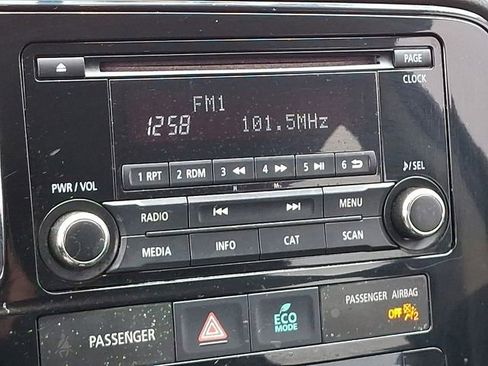 PAGE
CLOCK
FM1
1258 101.5MHz
1 RPT 2 RDM 3 4 5 6
PWR / VOL
♪/SEL
RADIO MENU
MEDIA INFO CAT SCAN
PASSENGER
ECO
MODE
PASSENGER AIRBAG
OFF 2